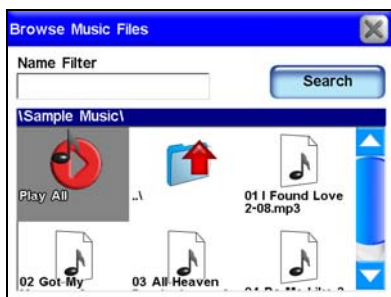 Browse Music Files
Name Filter
Search
\Sample Music\
Play All
..\
01 I Found Love
2-08.mp3
02 Got My
03 All Heaven